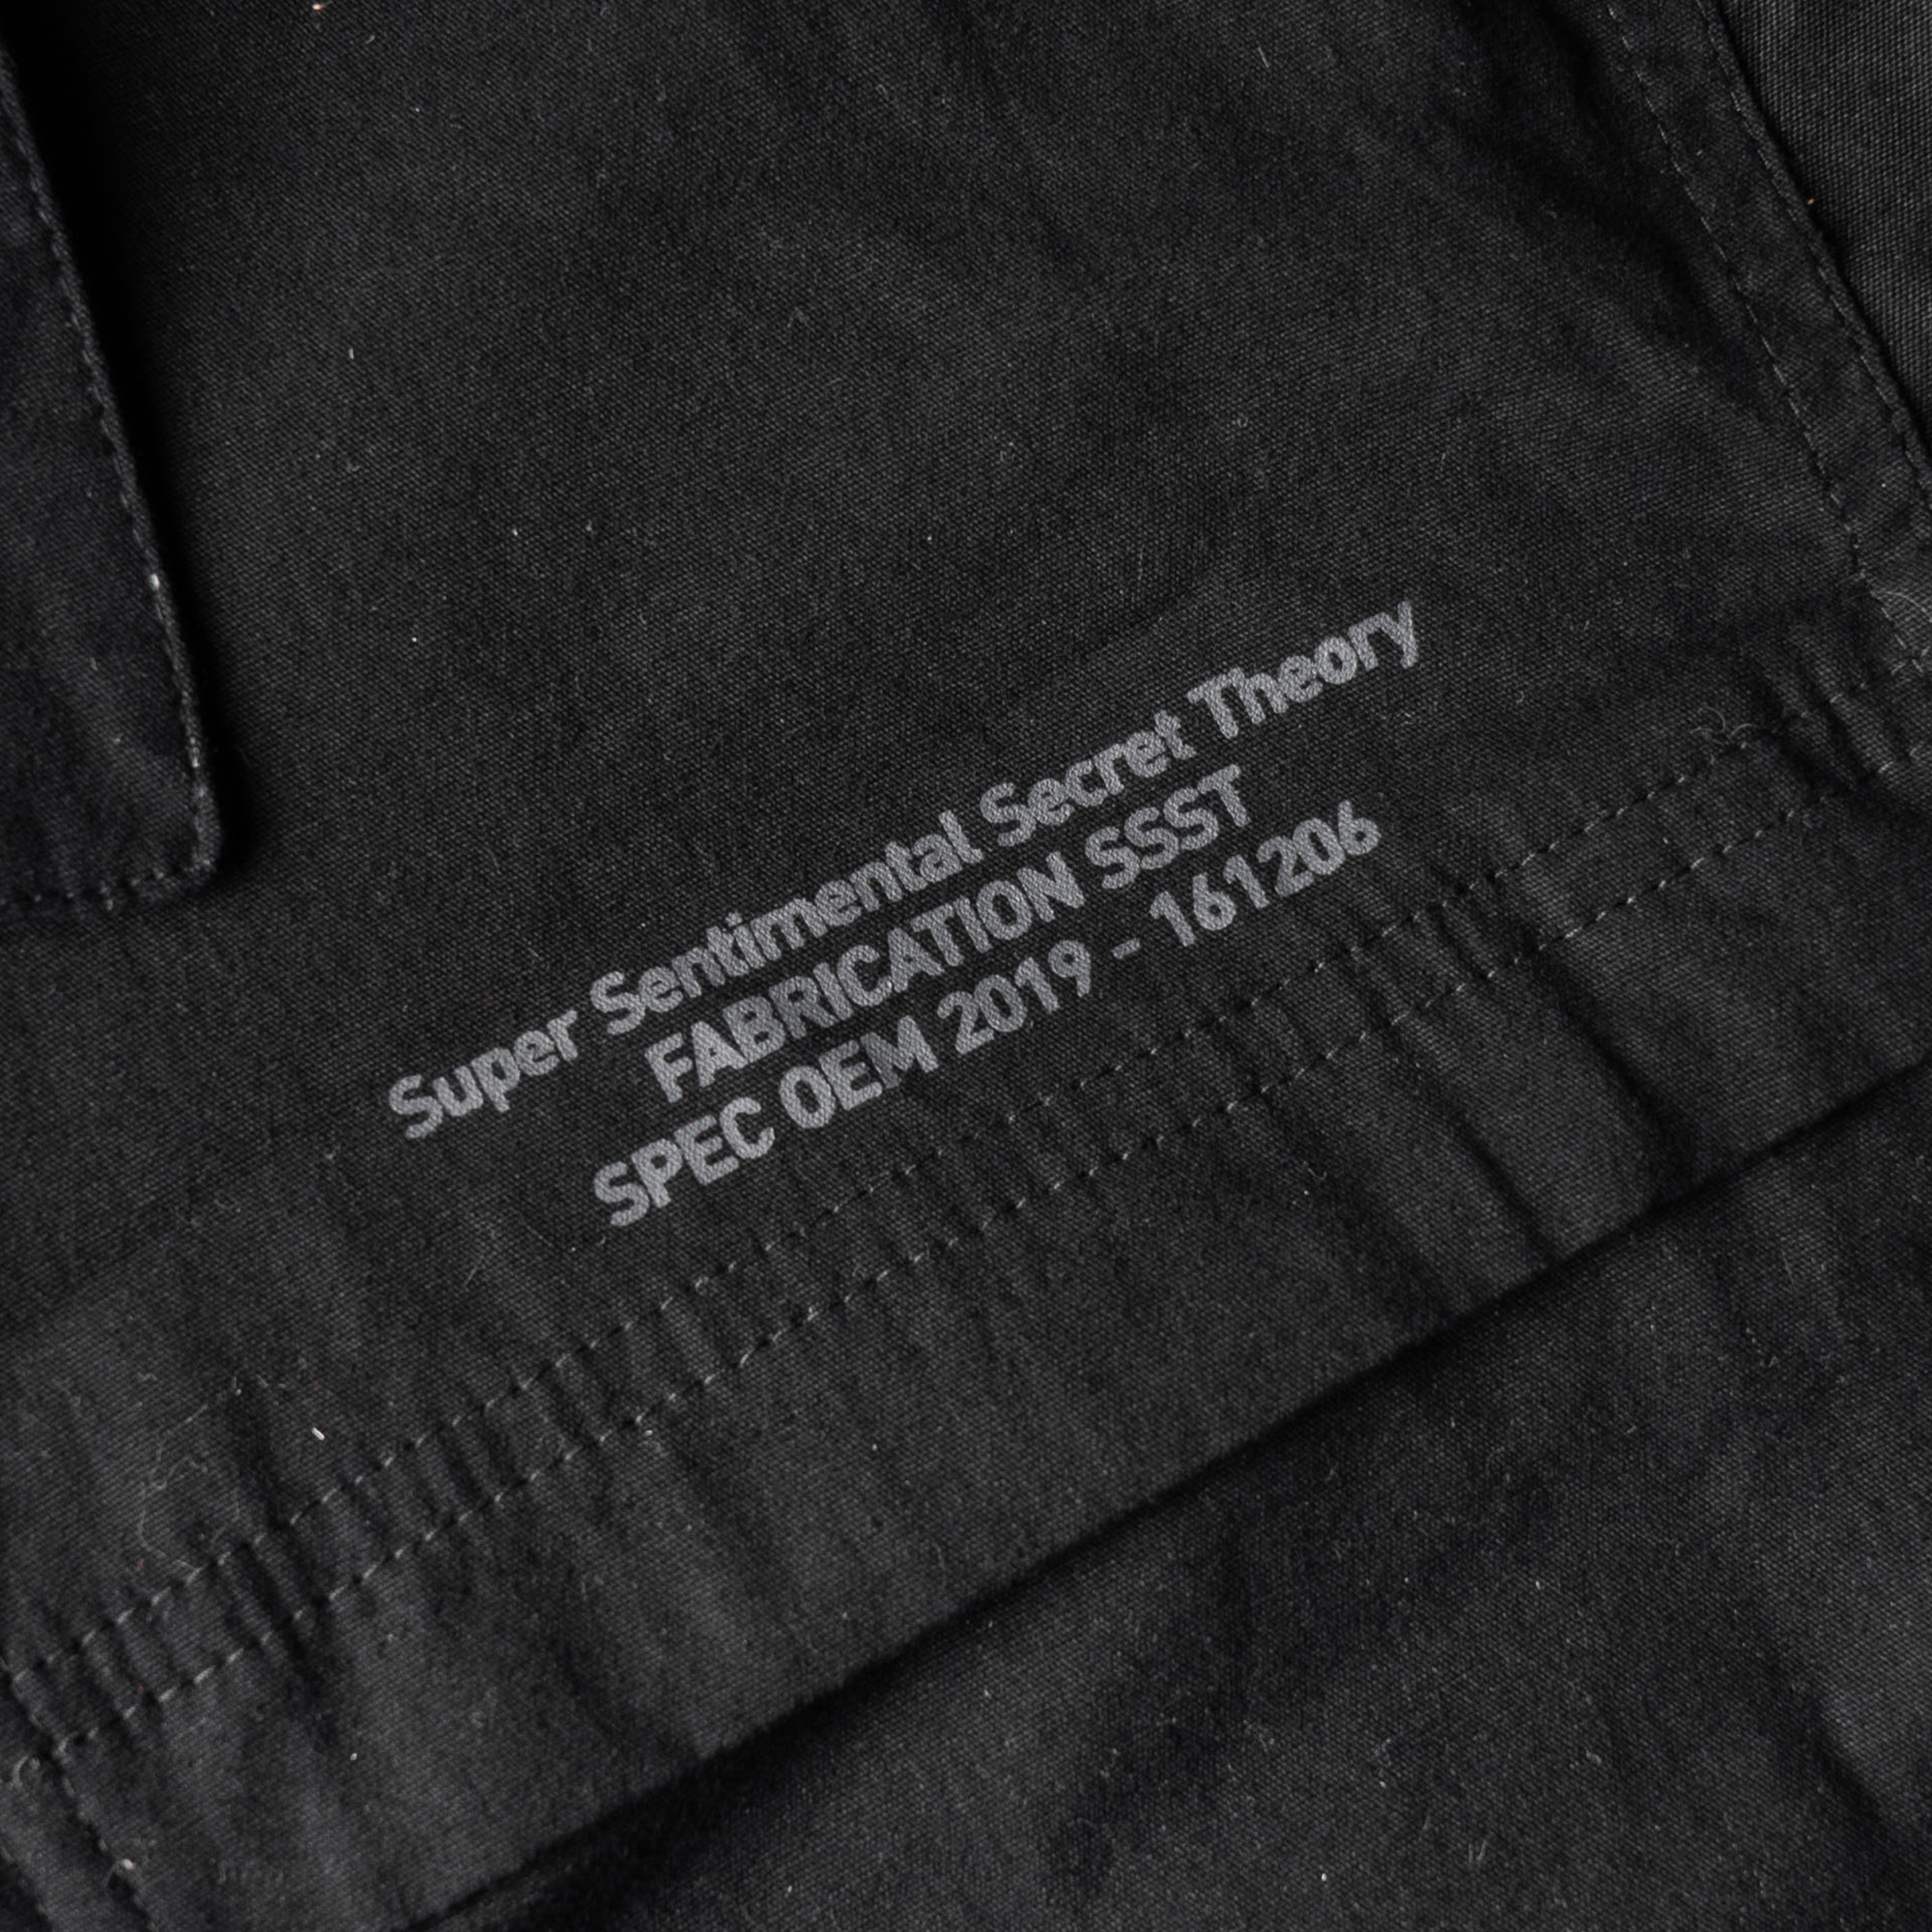 Super Sentimental Secret Theory
FABRICATION SSST
SPEC OEM 2019 - 161206